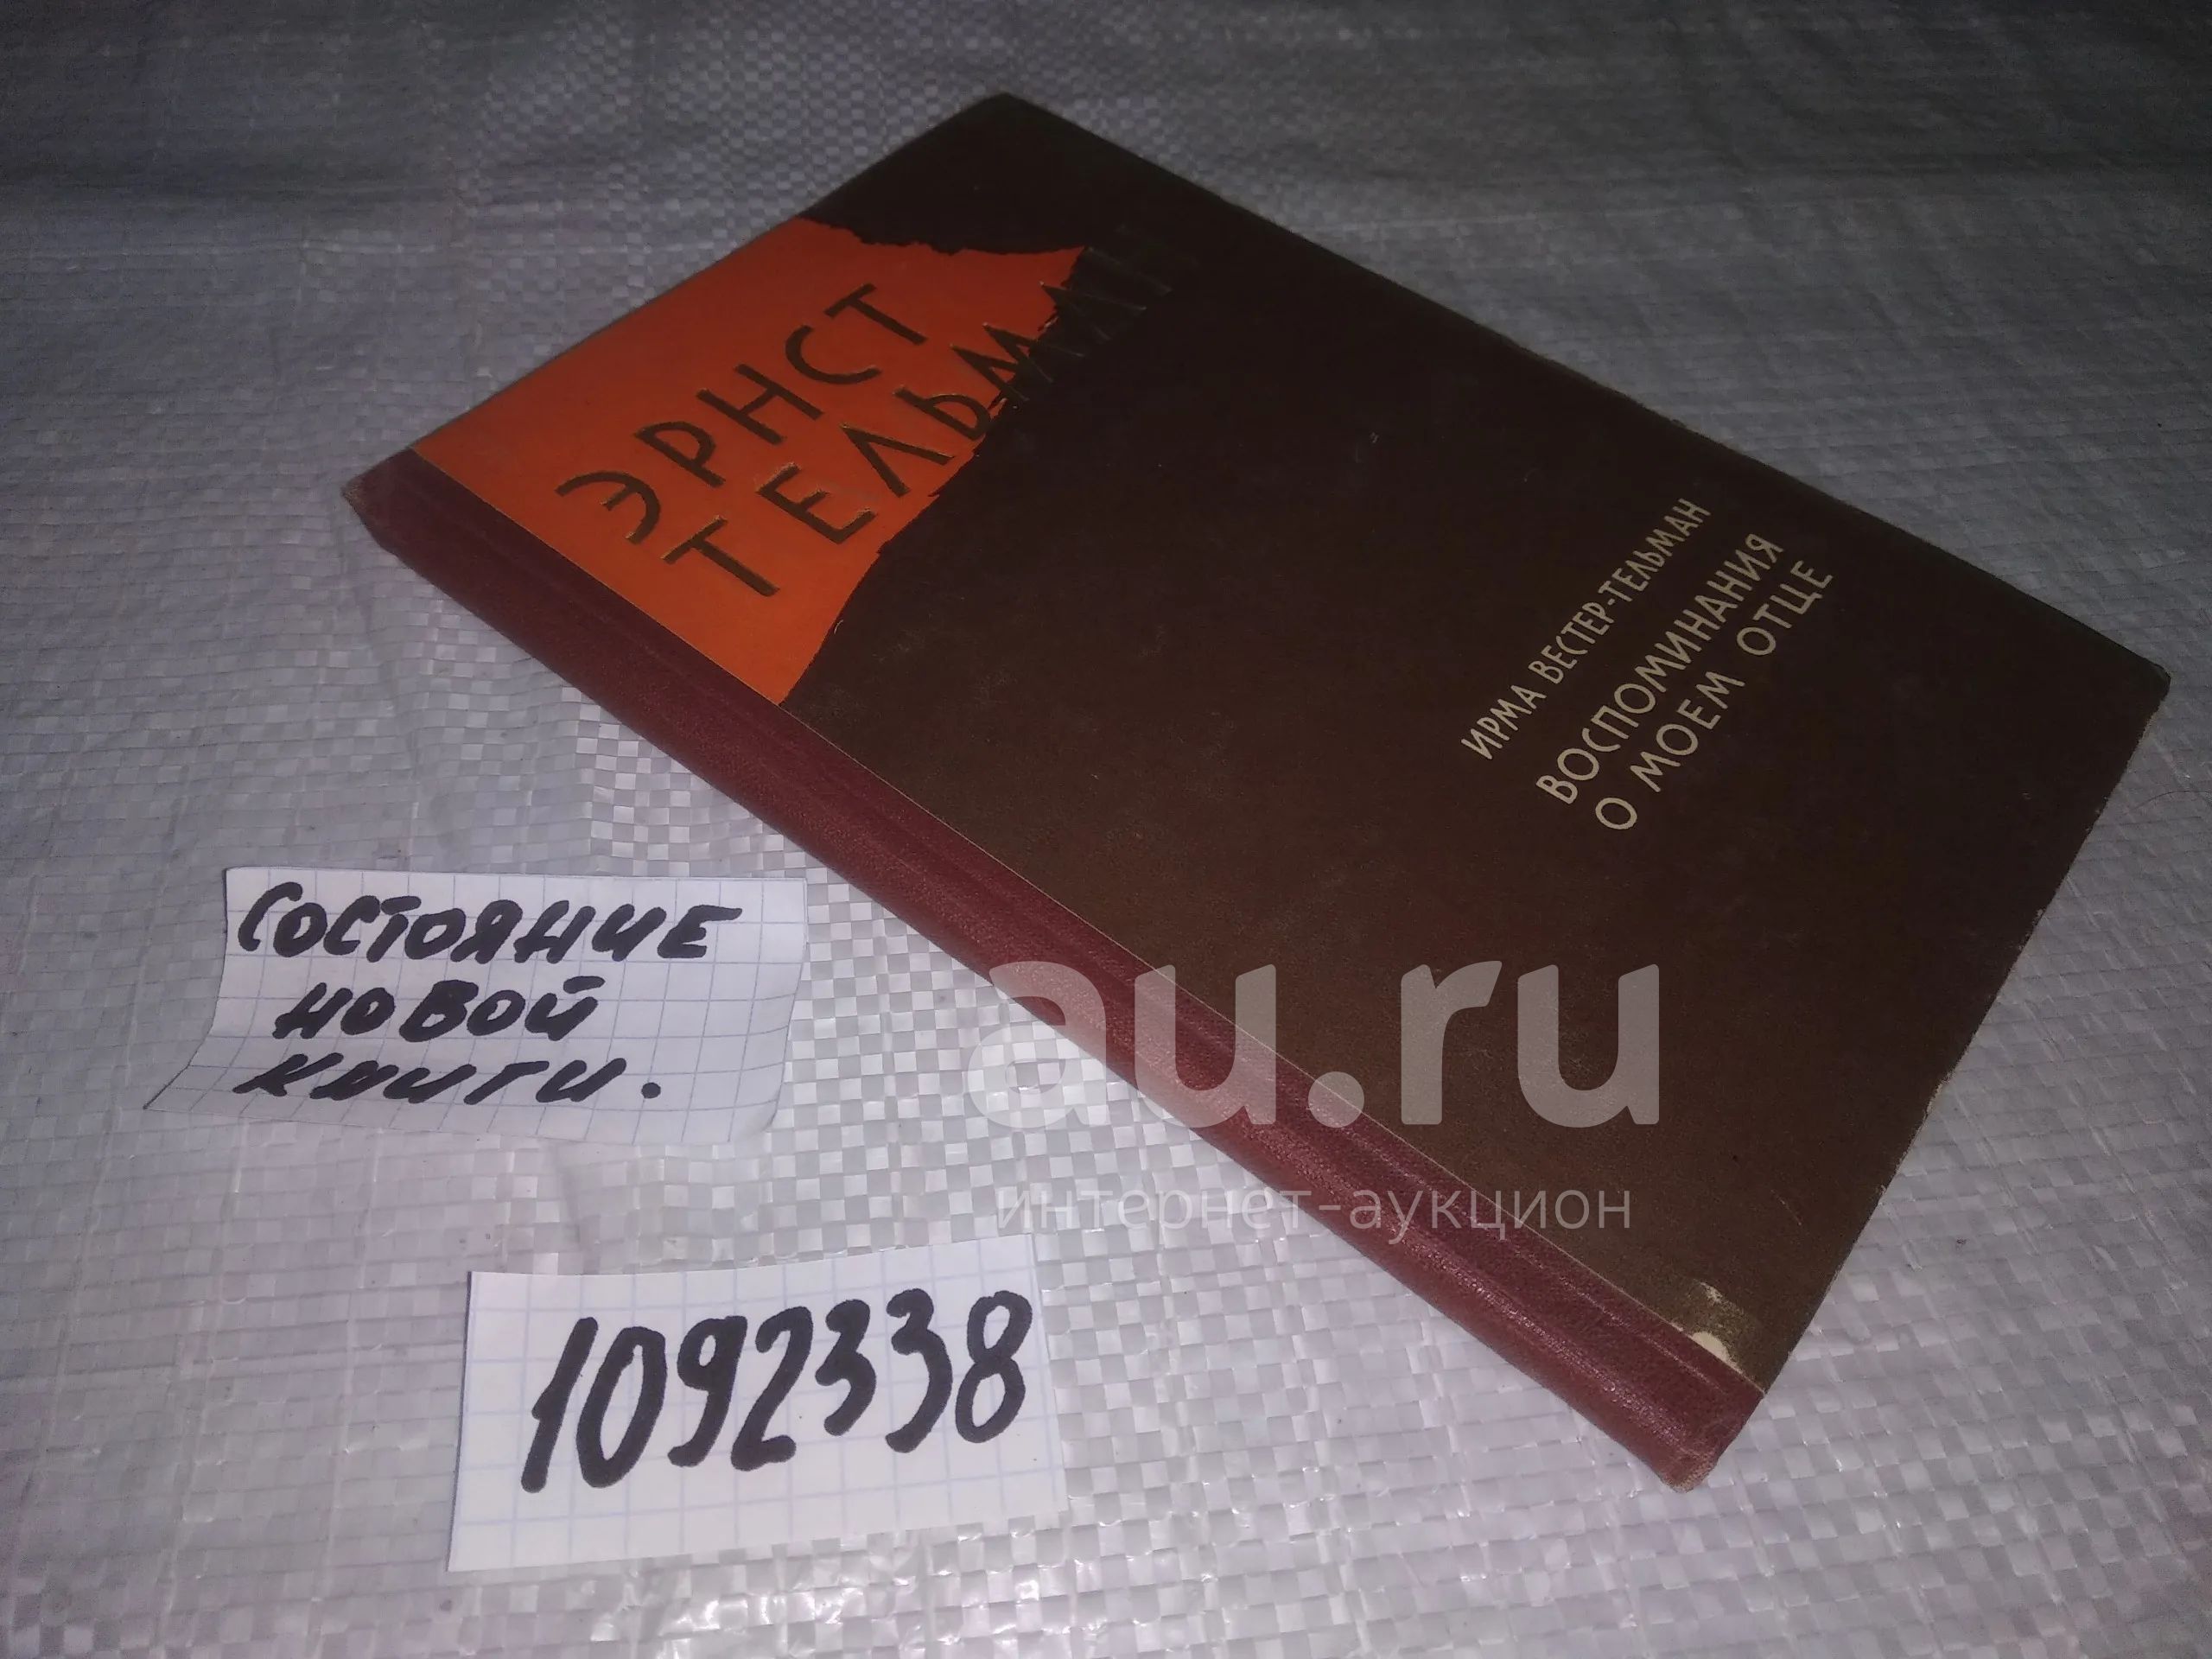 ЭРНСТ
ТЕЛЬМАН
ИРМА ВЕСТЕР-ТЕЛЬМАН
ВОСПОМИНАНИЯ
О МОЕМ ОТЦЕ
СОСТОЯНИЕ
НОВОЙ
КНИГИ.
au.ru
интернет-аукцион
1092338